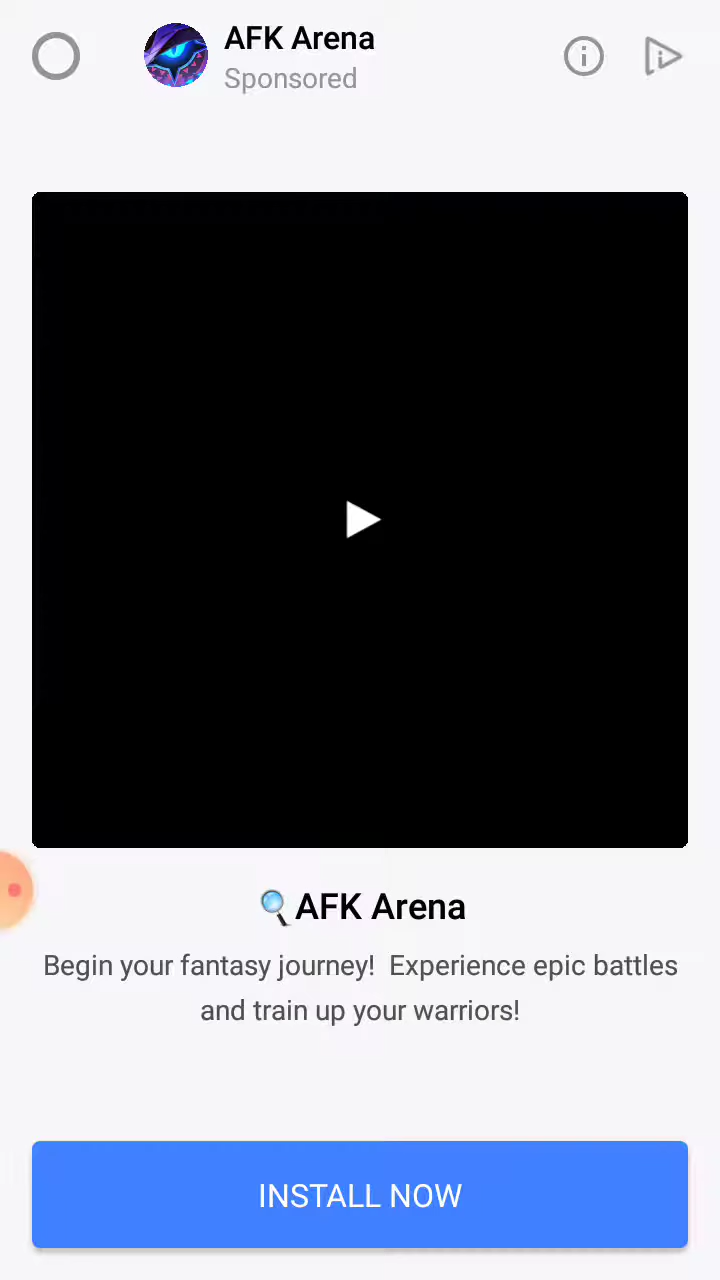 AFK Arena
Sponsored
AFK Arena
Begin your fantasy journey! Experience epic battles
and train up your warriors!
INSTALL NOW